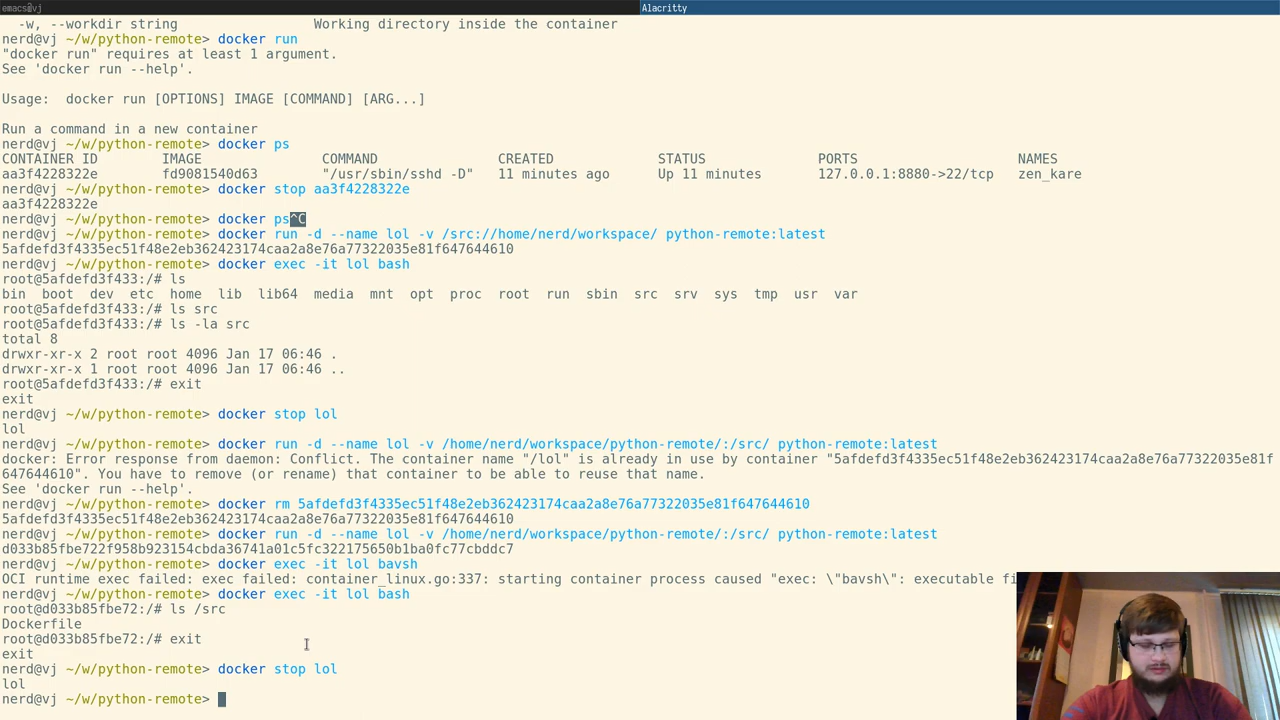 emacs@vj
Alacritty
-w, --workdir string                 Working directory inside the container
nerd@vj ~/w/python-remote> docker run
"docker run" requires at least 1 argument.
See 'docker run --help'.
Usage:  docker run [OPTIONS] IMAGE [COMMAND] [ARG...]
Run a command in a new container
nerd@vj ~/w/python-remote> docker ps
CONTAINER ID        IMAGE               COMMAND               CREATED             STATUS              PORTS                    NAMES
aa3f4228322e        fd9081540d63        "/usr/sbin/sshd -D"   11 minutes ago      Up 11 minutes       127.0.0.1:8880->22/tcp   zen_kare
nerd@vj ~/w/python-remote> docker stop aa3f4228322e
aa3f4228322e
nerd@vj ~/w/python-remote> docker ps^C
nerd@vj ~/w/python-remote> docker run -d --name lol -v /src://home/nerd/workspace/ python-remote:latest
5afdefd3f4335ec51f48e2eb362423174caa2a8e76a77322035e81f647644610
nerd@vj ~/w/python-remote> docker exec -it lol bash
root@5afdefd3f433:/# ls
bin  boot  dev  etc  home  lib  lib64  media  mnt  opt  proc  root  run  sbin  src  srv  sys  tmp  usr  var
root@5afdefd3f433:/# ls src
root@5afdefd3f433:/# ls -la src
total 8
drwxr-xr-x 2 root root 4096 Jan 17 06:46 .
drwxr-xr-x 1 root root 4096 Jan 17 06:46 ..
root@5afdefd3f433:/# exit
exit
nerd@vj ~/w/python-remote> docker stop lol
lol
nerd@vj ~/w/python-remote> docker run -d --name lol -v /home/nerd/workspace/python-remote/:/src/ python-remote:latest
docker: Error response from daemon: Conflict. The container name "/lol" is already in use by container "5afdefd3f4335ec51f48e2eb362423174caa2a8e76a77322035e81f
647644610". You have to remove (or rename) that container to be able to reuse that name.
See 'docker run --help'.
nerd@vj ~/w/python-remote> docker rm 5afdefd3f4335ec51f48e2eb362423174caa2a8e76a77322035e81f647644610
5afdefd3f4335ec51f48e2eb362423174caa2a8e76a77322035e81f647644610
nerd@vj ~/w/python-remote> docker run -d --name lol -v /home/nerd/workspace/python-remote/:/src/ python-remote:latest
d033b85fbe722f958b923154cbda36741a01c5fc322175650b1ba0fc77cbddc7
nerd@vj ~/w/python-remote> docker exec -it lol bavsh
OCI runtime exec failed: exec failed: container_linux.go:337: starting container process caused "exec: \"bavsh\": executable fi
nerd@vj ~/w/python-remote> docker exec -it lol bash
root@d033b85fbe72:/# ls /src
Dockerfile
root@d033b85fbe72:/# exit
exit
nerd@vj ~/w/python-remote> docker stop lol
lol
nerd@vj ~/w/python-remote>